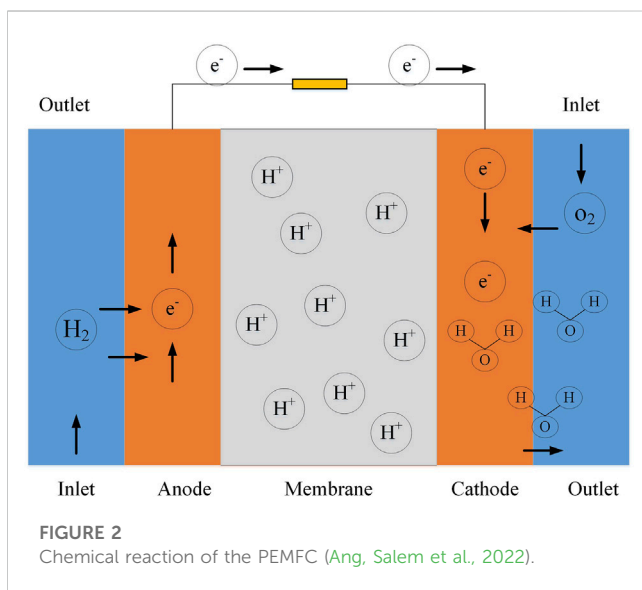 e⁻ e⁻
Outlet Inlet
H⁺ H⁺ H⁺ H⁺ H⁺ H⁺ H⁺ H⁺ H⁺ H⁺
e⁻
o₂
e⁻
H₂ e⁻
H H O
H H O
H H O
Inlet Anode Membrane Cathode Outlet
FIGURE 2
Chemical reaction of the PEMFC (Ang, Salem et al., 2022).